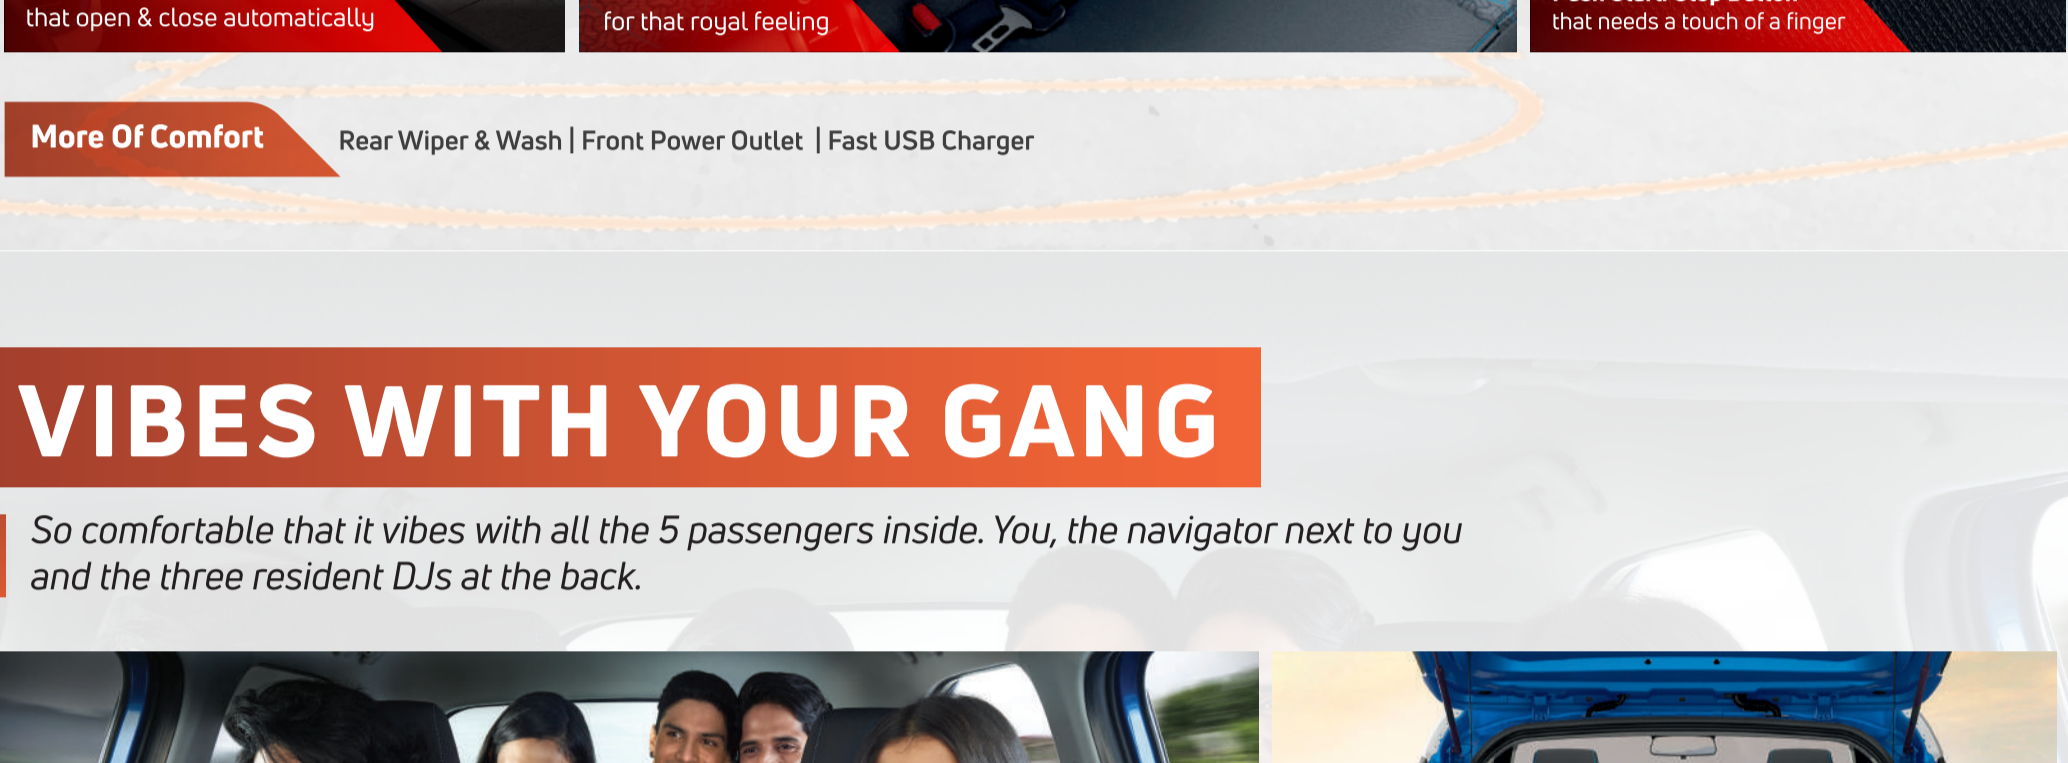 that open & close automatically
for that royal feeling
that needs a touch of a finger
More Of Comfort
Rear Wiper & Wash | Front Power Outlet | Fast USB Charger
VIBES WITH YOUR GANG
So comfortable that it vibes with all the 5 passengers inside. You, the navigator next to you
and the three resident DJs at the back.